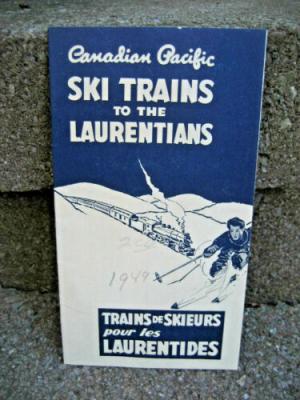 Canadian Pacific
SKI TRAINS
TO THE
LAURENTIANS
1949
TRAINS DE SKIEURS
pour les
LAURENTIDES